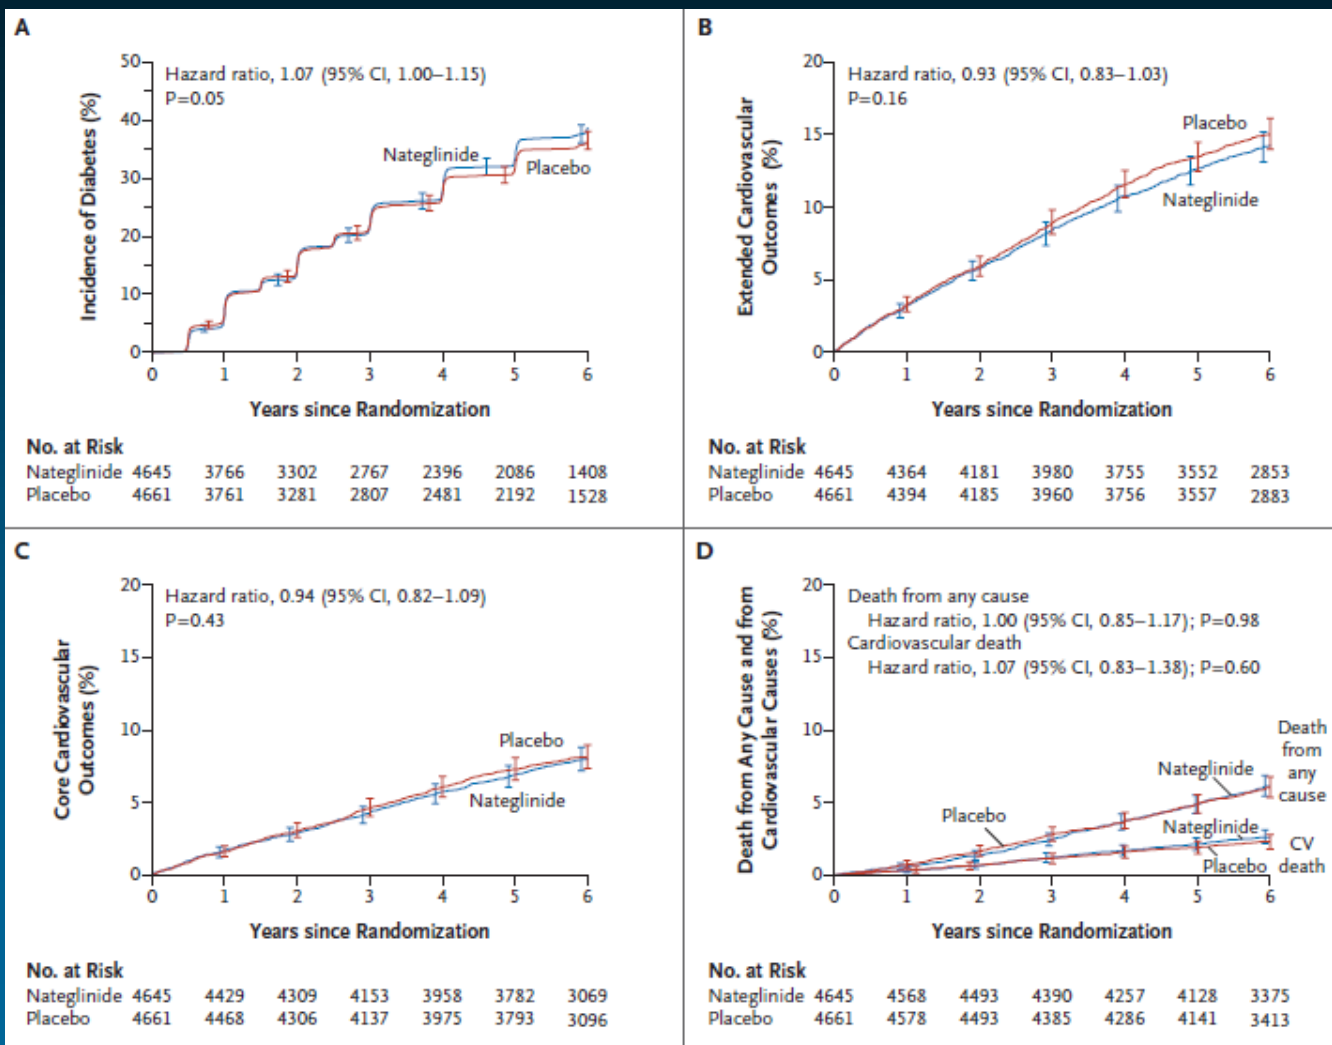 A
Hazard ratio, 1.07 (95% CI, 1.00–1.15)
P=0.05
Incidence of Diabetes (%)
50
40
30
20
10
0
Nateglinide
Placebo
0 1 2 3 4 5 6
Years since Randomization
No. at Risk
Nateglinide 4645 3766 3302 2767 2396 2086 1408
Placebo 4661 3761 3281 2807 2481 2192 1528
B
Hazard ratio, 0.93 (95% CI, 0.83–1.03)
P=0.16
Extended Cardiovascular
Outcomes (%)
20
15
10
5
0
Placebo
Nateglinide
0 1 2 3 4 5 6
Years since Randomization
No. at Risk
Nateglinide 4645 4364 4181 3980 3755 3552 2853
Placebo 4661 4394 4185 3960 3756 3557 2883
C
Hazard ratio, 0.94 (95% CI, 0.82–1.09)
P=0.43
Core Cardiovascular
Outcomes (%)
20
15
10
5
0
Placebo
Nateglinide
0 1 2 3 4 5 6
Years since Randomization
No. at Risk
Nateglinide 4645 4429 4309 4153 3958 3782 3069
Placebo 4661 4468 4306 4137 3975 3793 3096
D
Death from any cause
Hazard ratio, 1.00 (95% CI, 0.85–1.17); P=0.98
Cardiovascular death
Hazard ratio, 1.07 (95% CI, 0.83–1.38); P=0.60
Death from Any Cause and from
Cardiovascular Causes (%)
20
15
10
5
0
Placebo
Nateglinide
Death
from
any
cause
Nateglinide
Placebo
CV
death
0 1 2 3 4 5 6
Years since Randomization
No. at Risk
Nateglinide 4645 4568 4493 4390 4257 4128 3375
Placebo 4661 4578 4493 4385 4286 4141 3413